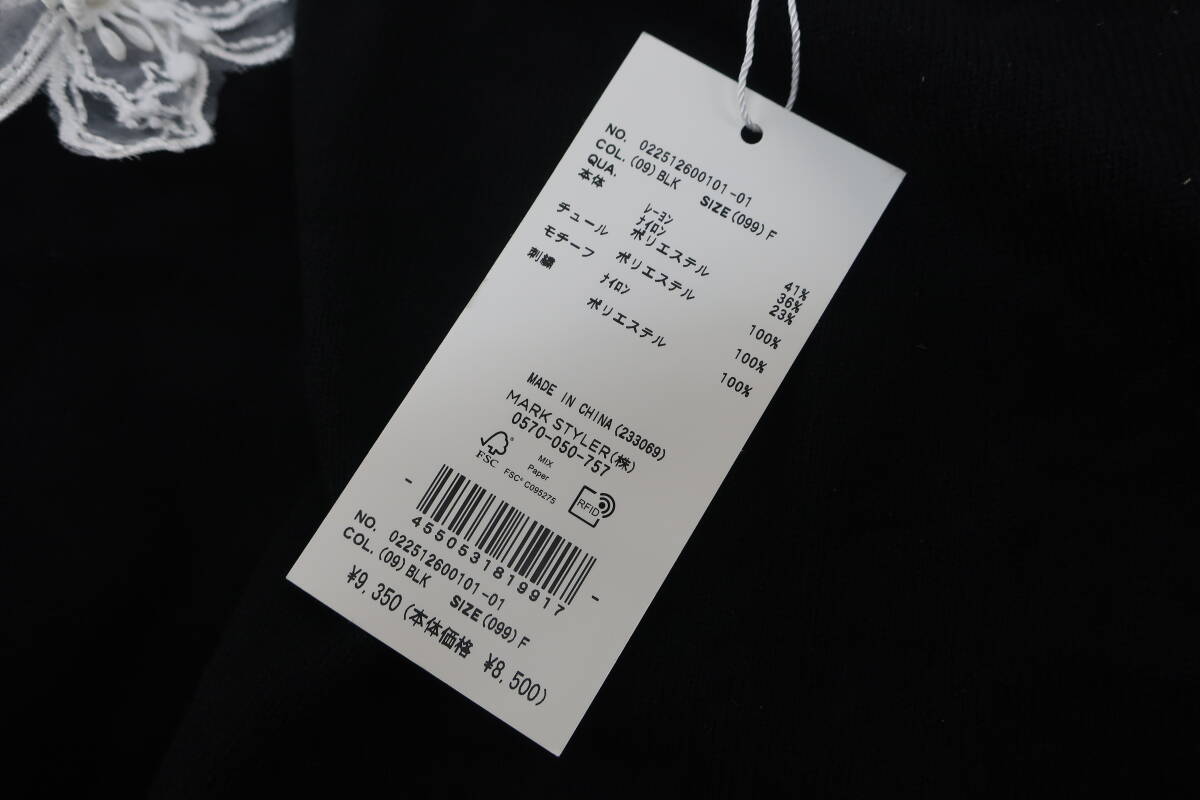 NO. 022512600101-01
COL. (09) BLK SIZE (099) F
QUA.
本体 レーヨン 41%
ナイロン 36%
ポリエステル 23%
チュール ポリエステル 100%
モチーフ ナイロン 100%
刺繍 ポリエステル 100%
MADE IN CHINA (233069)
MARK STYLER(株)
0570-050-757
FSC®
MIX
Paper
FSC® C095275
RFID
4550531819917
NO. 022512600101-01
COL. (09) BLK SIZE (099) F
¥9,350 (本体価格 ¥8,500)